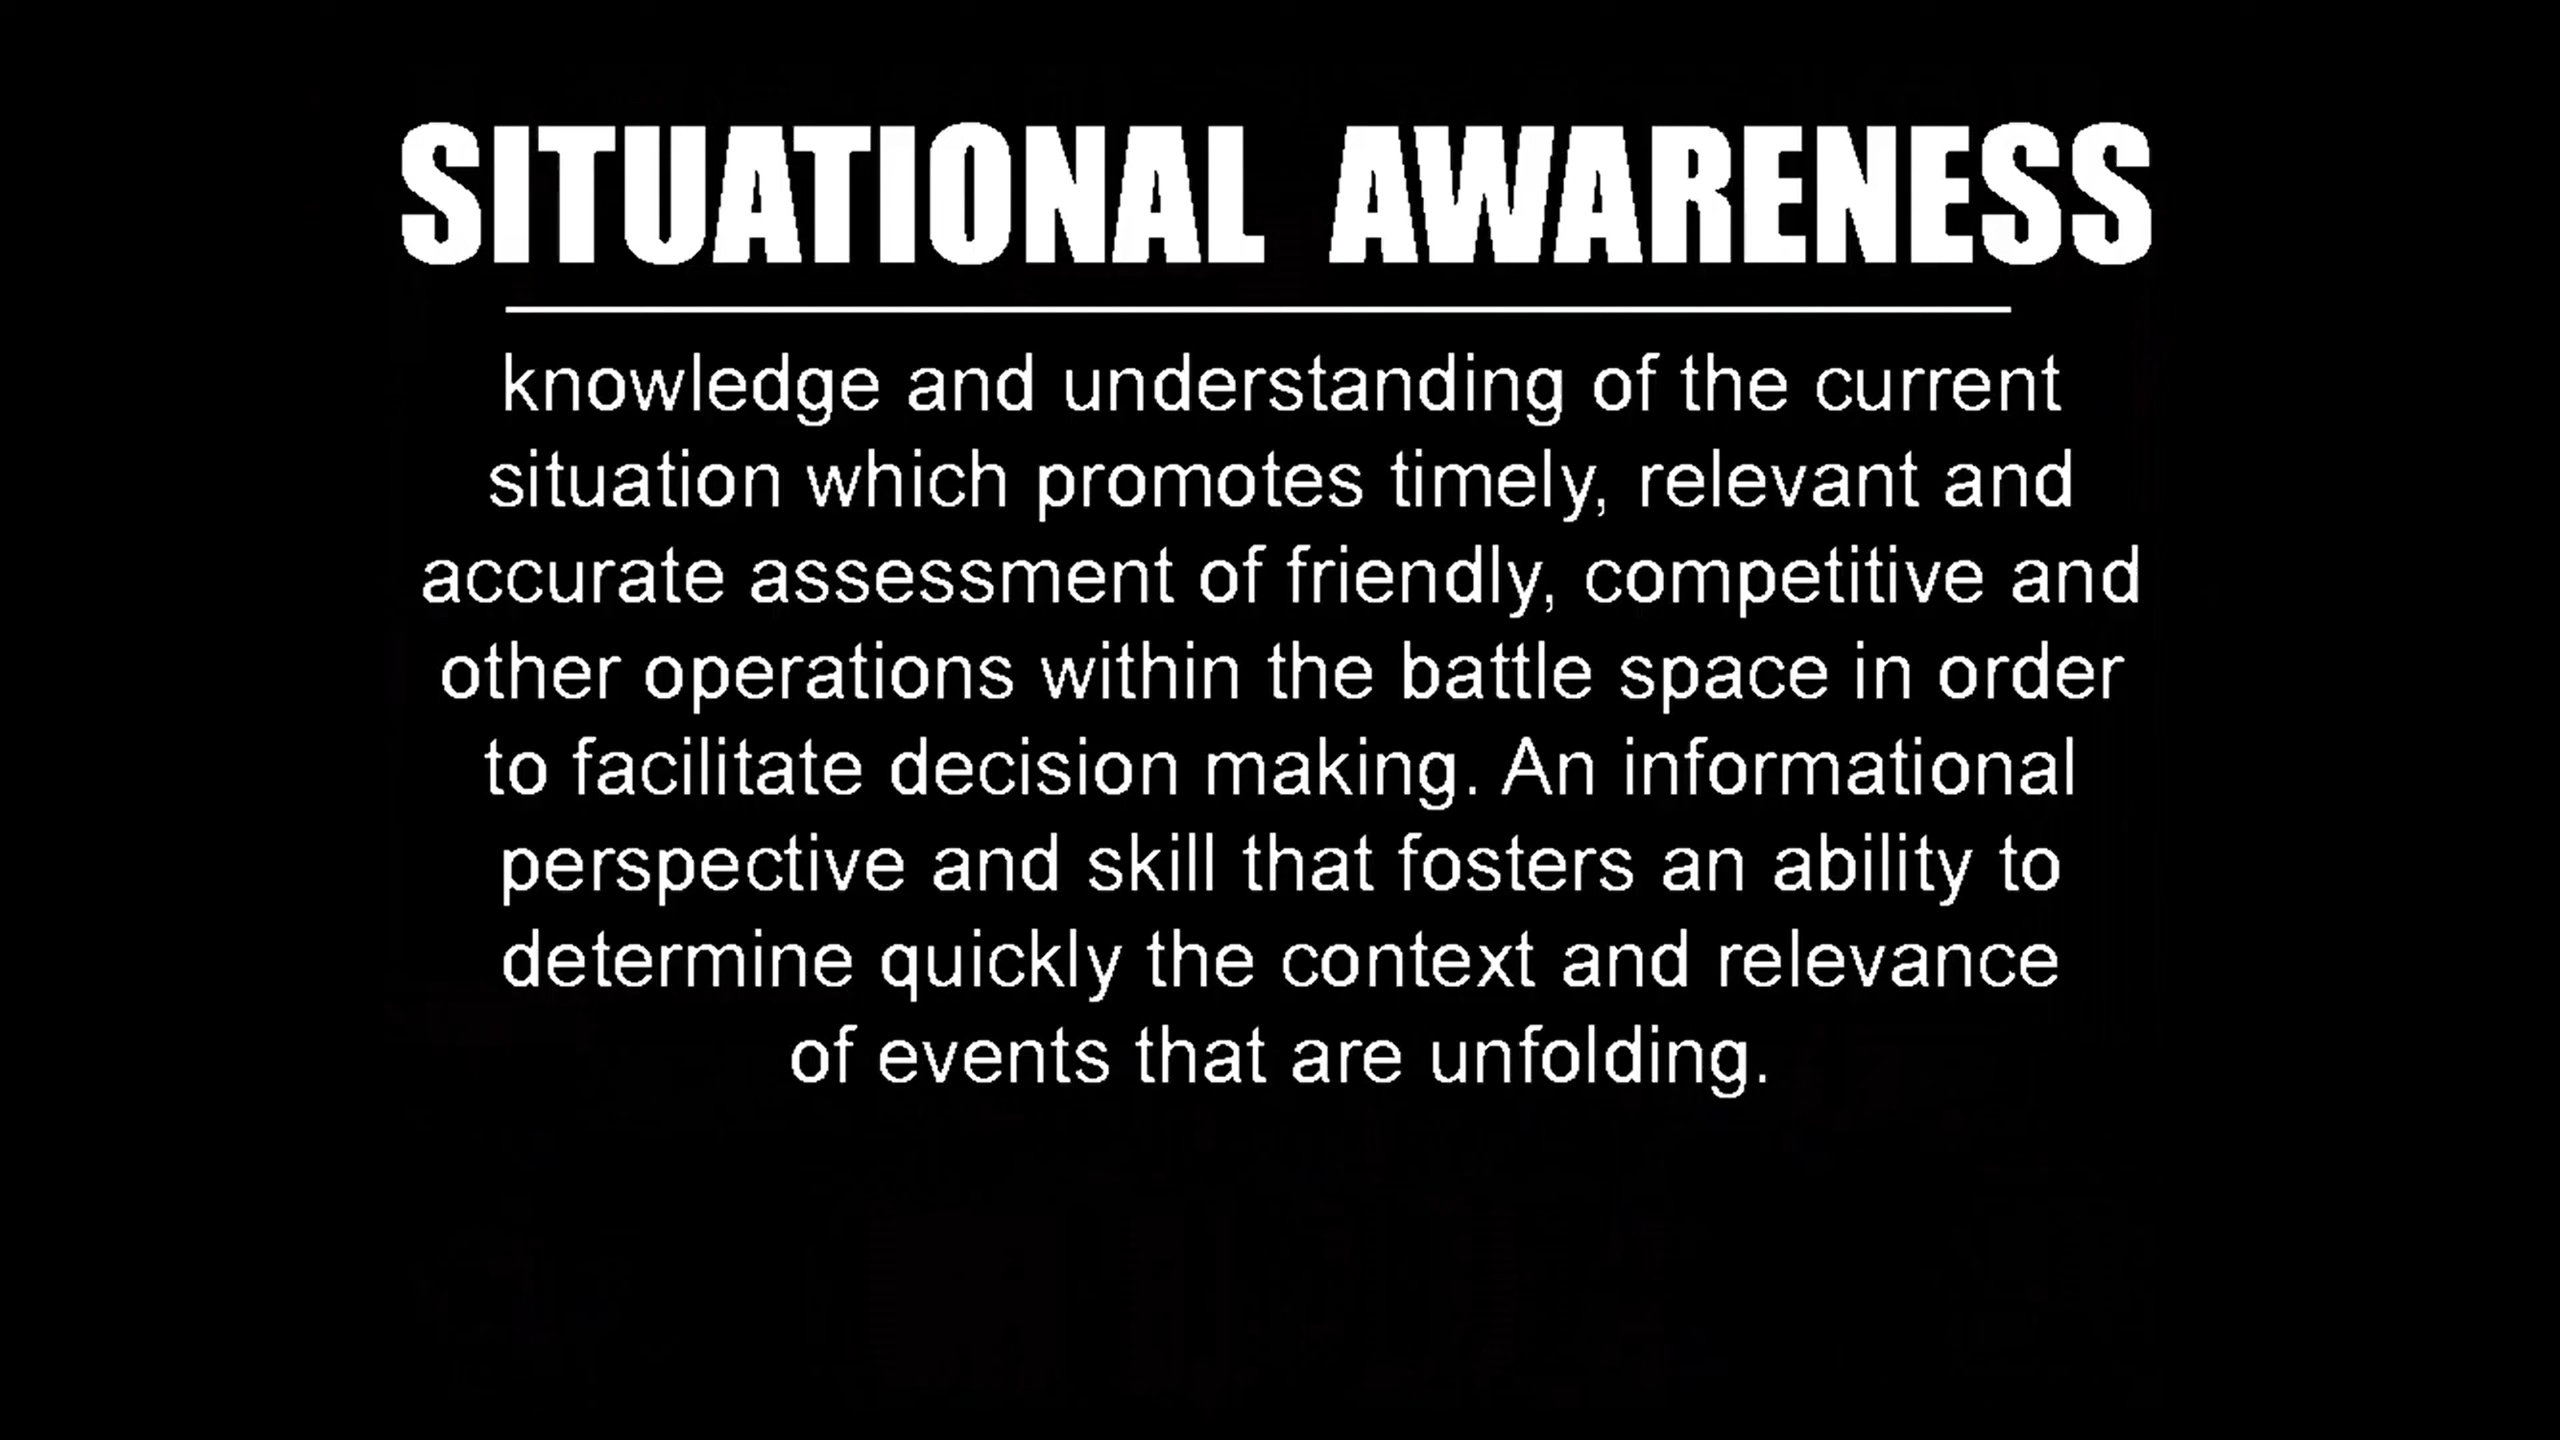 SITUATIONAL AWARENESS
knowledge and understanding of the current
situation which promotes timely, relevant and
accurate assessment of friendly, competitive and
other operations within the battle space in order
to facilitate decision making. An informational
perspective and skill that fosters an ability to
determine quickly the context and relevance
of events that are unfolding.